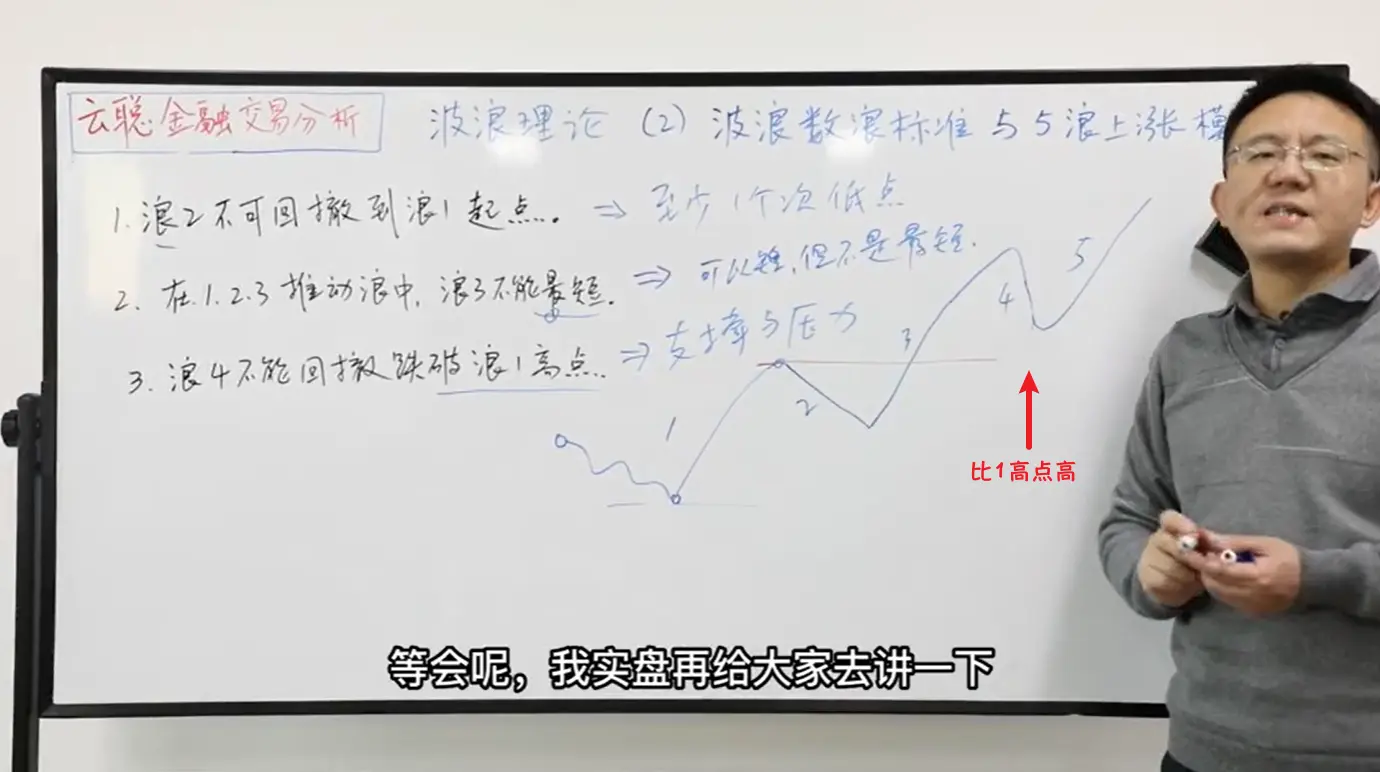 云聪金融交易分析
波浪理论（2）波浪数浪标准与5浪上涨模
1.浪2不可回撤到浪1起点. ⇒ 至少1个次低点
2.在.1.2.3推动浪中,浪3不能最短. ⇒ 可以短,但不是最短.
3.浪4不能回撤跌破浪1高点. ⇒ 支撑与压力
1
2
3
4
5
比1高点高
等会呢，我实盘再给大家去讲一下